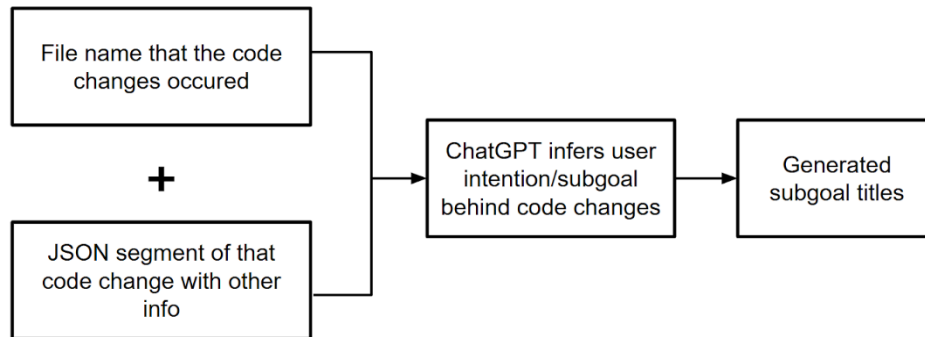 File name that the code
changes occured
+
JSON segment of that
code change with other
info
ChatGPT infers user
intention/subgoal
behind code changes
Generated
subgoal titles